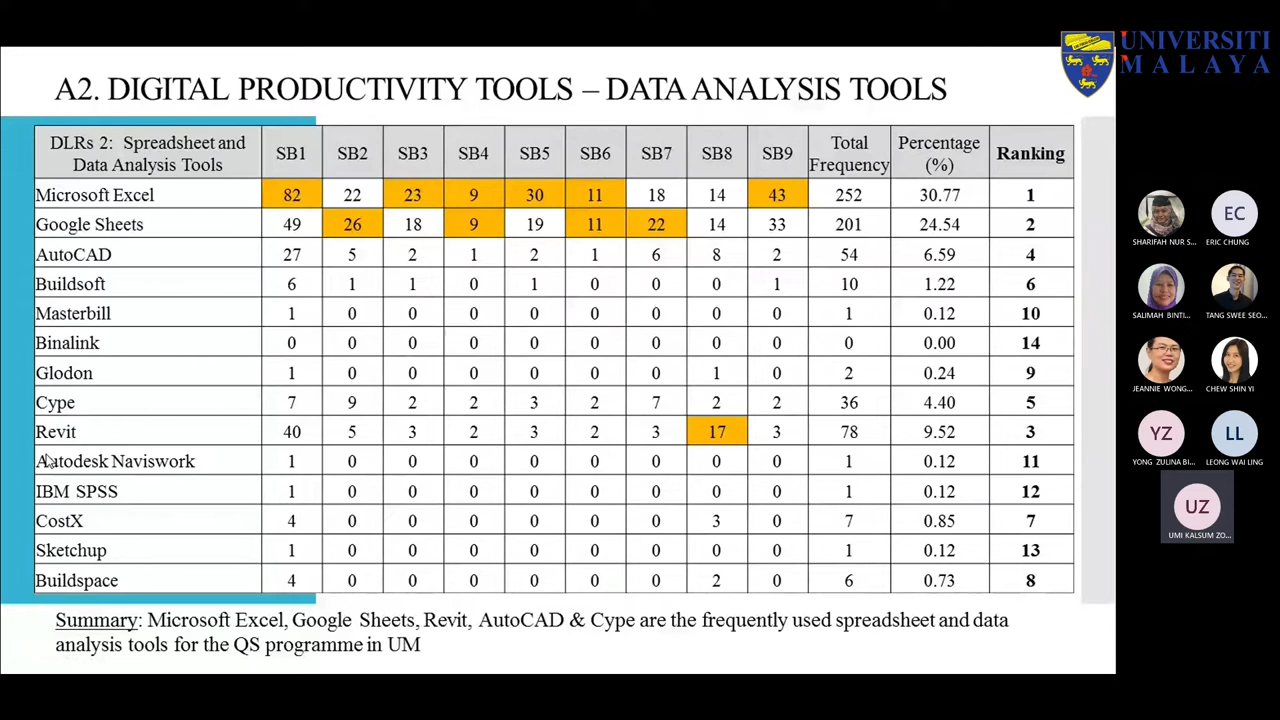 UNIVERSITI
MALAYA
A2. DIGITAL PRODUCTIVITY TOOLS – DATA ANALYSIS TOOLS
DLRs 2: Spreadsheet and Data Analysis Tools SB1 SB2 SB3 SB4 SB5 SB6 SB7 SB8 SB9 Total Frequency Percentage (%) Ranking
Microsoft Excel 82 22 23 9 30 11 18 14 43 252 30.77 1
Google Sheets 49 26 18 9 19 11 22 14 33 201 24.54 2
AutoCAD 27 5 2 1 2 1 6 8 2 54 6.59 4
Buildsoft 6 1 1 0 1 0 0 0 1 10 1.22 6
Masterbill 1 0 0 0 0 0 0 0 0 1 0.12 10
Binalink 0 0 0 0 0 0 0 0 0 0 0.00 14
Glodon 1 0 0 0 0 0 0 1 0 2 0.24 9
Cype 7 9 2 2 3 2 7 2 2 36 4.40 5
Revit 40 5 3 2 3 2 3 17 3 78 9.52 3
Autodesk Naviswork 1 0 0 0 0 0 0 0 0 1 0.12 11
IBM SPSS 1 0 0 0 0 0 0 0 0 1 0.12 12
CostX 4 0 0 0 0 0 0 3 0 7 0.85 7
Sketchup 1 0 0 0 0 0 0 0 0 1 0.12 13
Buildspace 4 0 0 0 0 0 0 2 0 6 0.73 8
Summary: Microsoft Excel, Google Sheets, Revit, AutoCAD & Cype are the frequently used spreadsheet and data
analysis tools for the QS programme in UM
EC
SHARIFAH NUR S... ERIC CHUNG
SALIMAH BINTI... TANG SWEE SEO...
JEANNIE WONG... CHEW SHIN YI
YZ LL
YONG ZULINA BI... LEONG WAI LING
UZ
UMI KALSUM ZO...